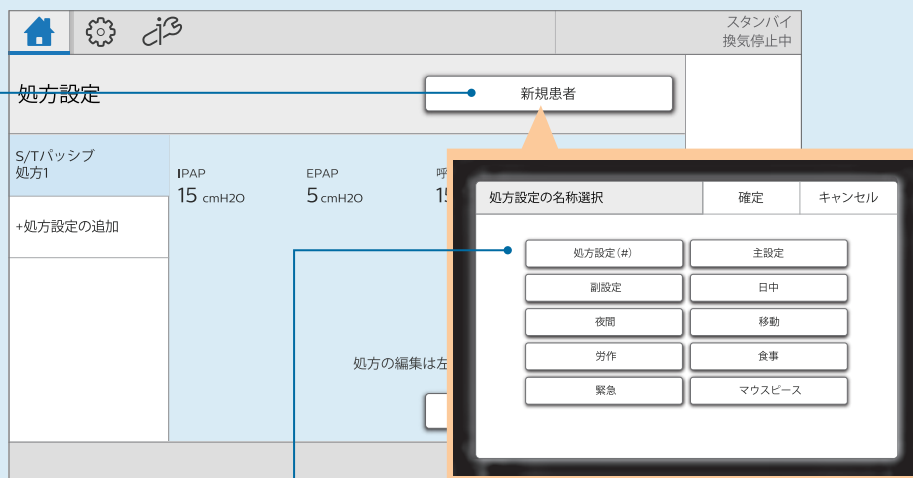 スタンバイ
換気停止中
処方設定
新規患者
S/Tパッシブ
処方1
IPAP
EPAP
呼
15 cmH2O
5 cmH2O
15
+処方設定の追加
処方の編集は左
処方設定の名称選択
確定
キャンセル
処方設定(#)
主設定
副設定
日中
夜間
移動
労作
食事
緊急
マウスピース